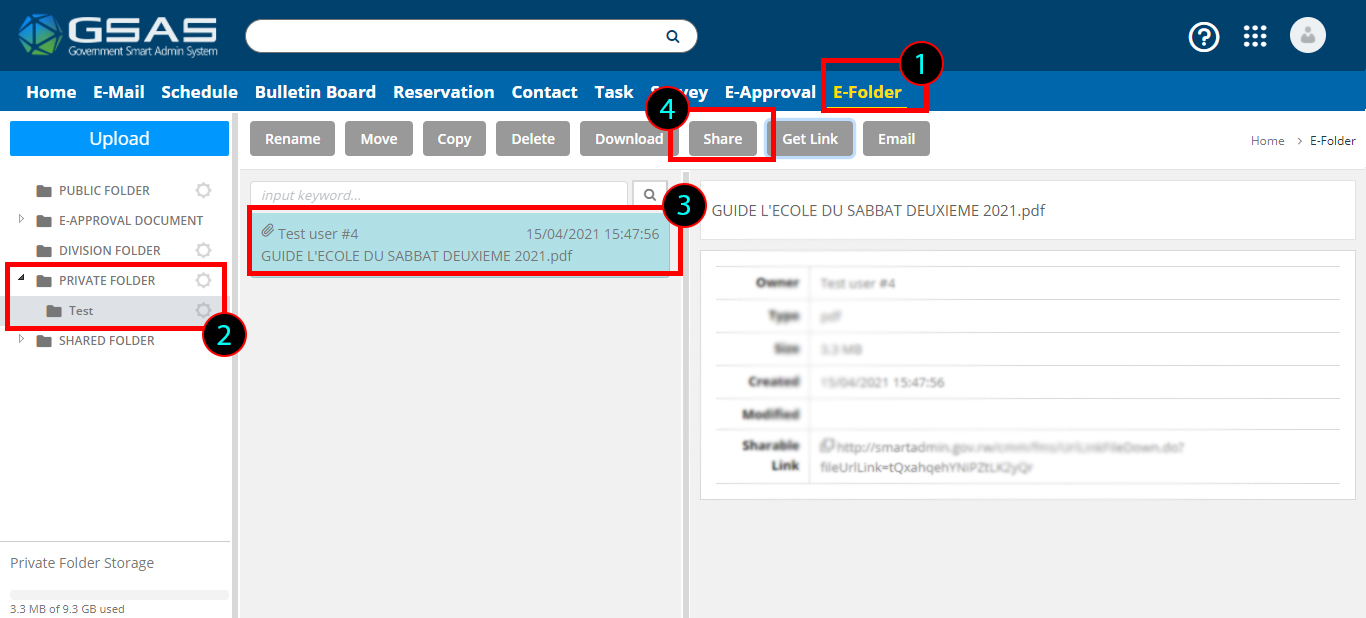 GSAS
Government Smart Admin System
1
Home E-Mail Schedule Bulletin Board Reservation Contact Task Survey E-Approval E-Folder
4
Upload
Rename Move Copy Delete Download Share Get Link Email
Home > E-Folder
PUBLIC FOLDER
E-APPROVAL DOCUMENT
DIVISION FOLDER
PRIVATE FOLDER
Test
2
SHARED FOLDER
input keyword...
3
Test user #4 15/04/2021 15:47:56
GUIDE L'ECOLE DU SABBAT DEUXIEME 2021.pdf
GUIDE L'ECOLE DU SABBAT DEUXIEME 2021.pdf
Owner Test user #4
Type pdf
Size 3.3 MB
Created 15/04/2021 15:47:56
Modified
Sharable http://smartadmin.gov.rw/
Link fileUrlLink=
Private Folder Storage
3.3 MB of 9.3 GB used